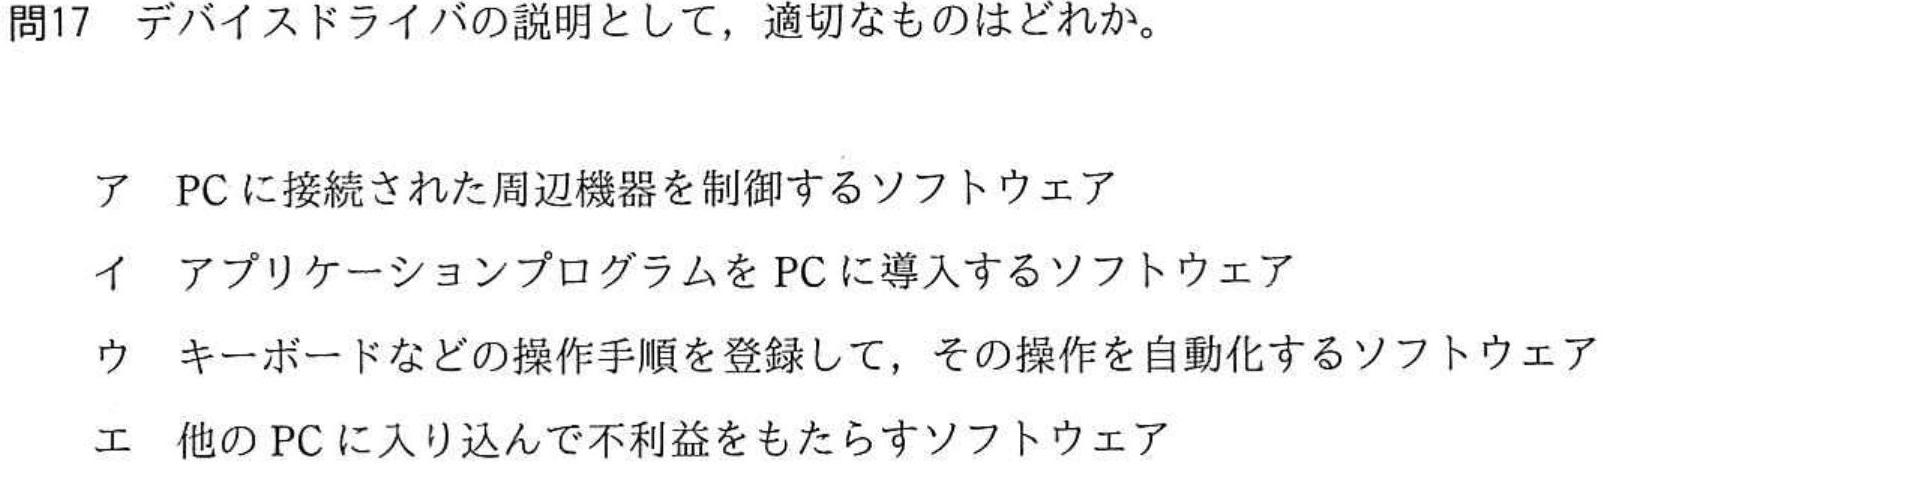 問17 デバイスドライバの説明として，適切なものはどれか。
ア PCに接続された周辺機器を制御するソフトウェア
イ アプリケーションプログラムをPCに導入するソフトウェア
ウ キーボードなどの操作手順を登録して，その操作を自動化するソフトウェア
エ 他のPCに入り込んで不利益をもたらすソフトウェア